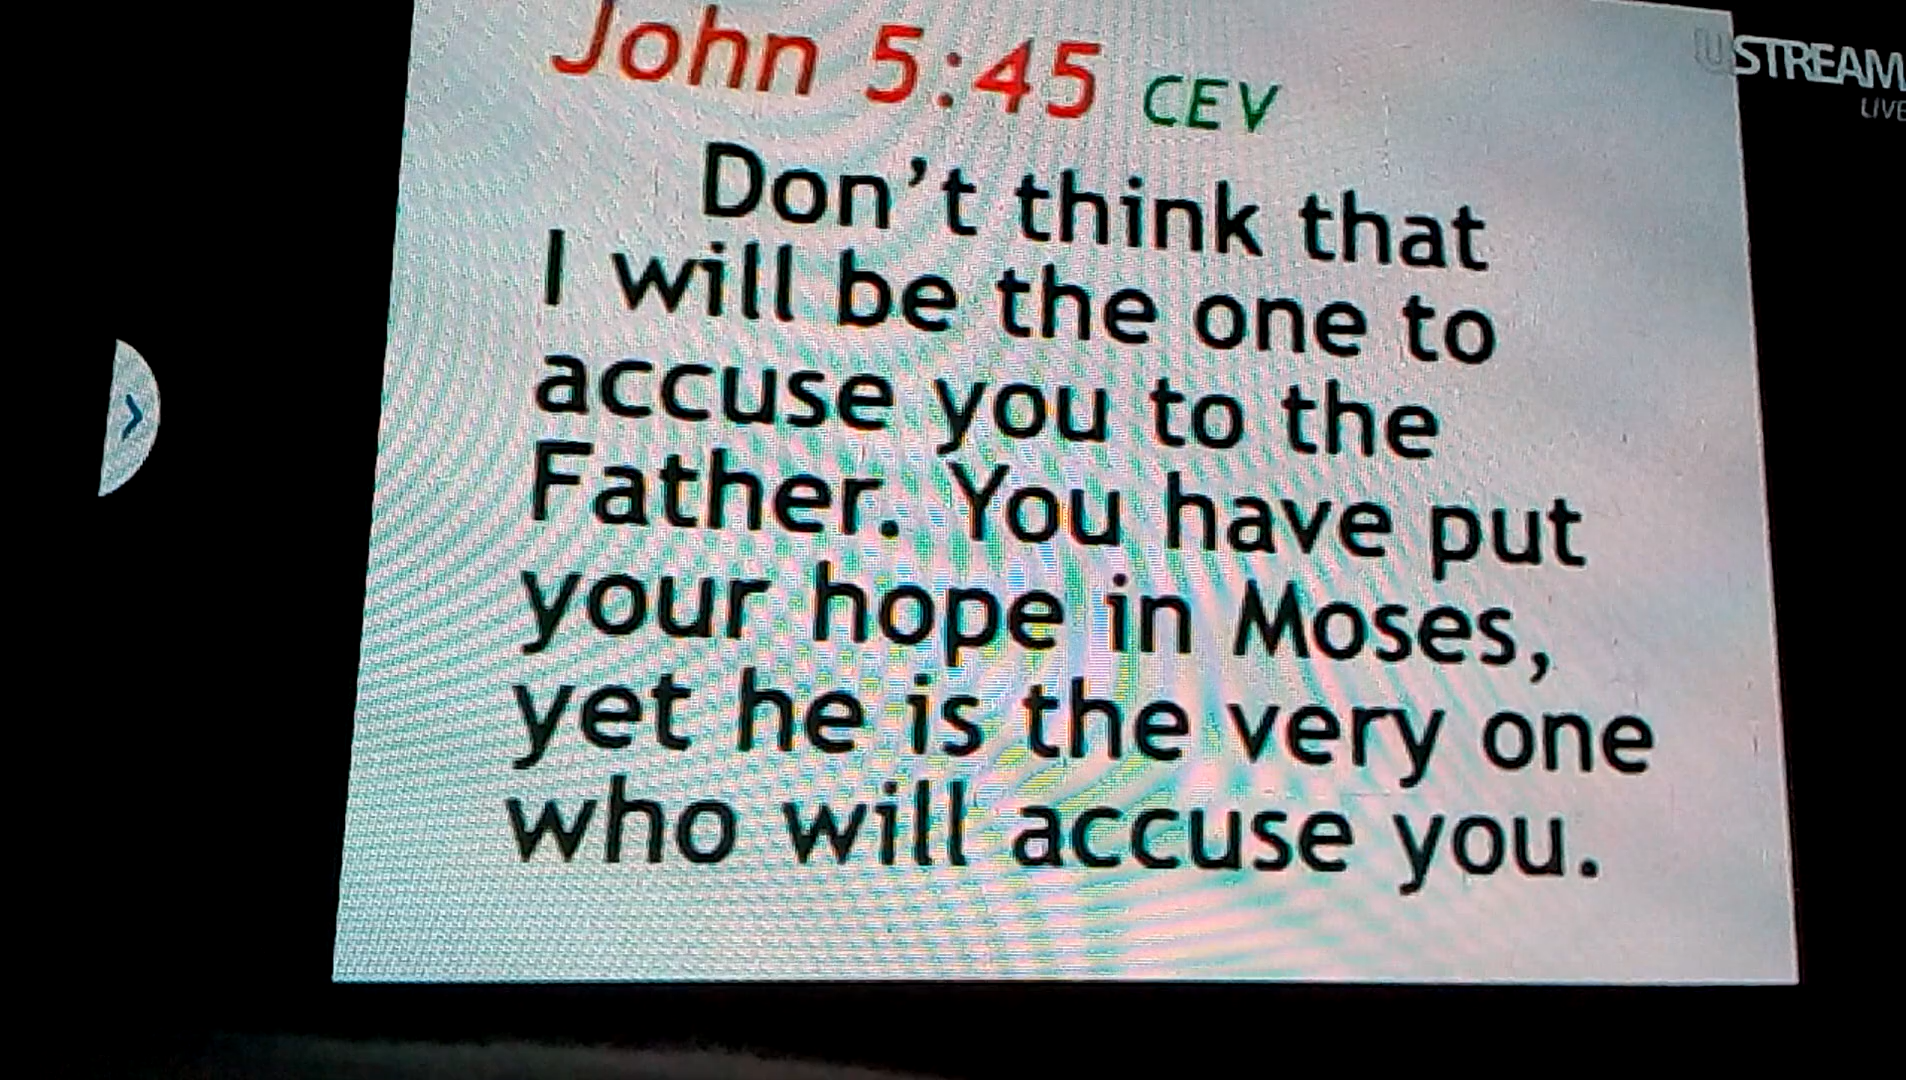 John 5:45 CEV
USTREAM
LIVE
Don't think that
I will be the one to
accuse you to the
Father. You have put
your hope in Moses,
yet he is the very one
who will accuse you.